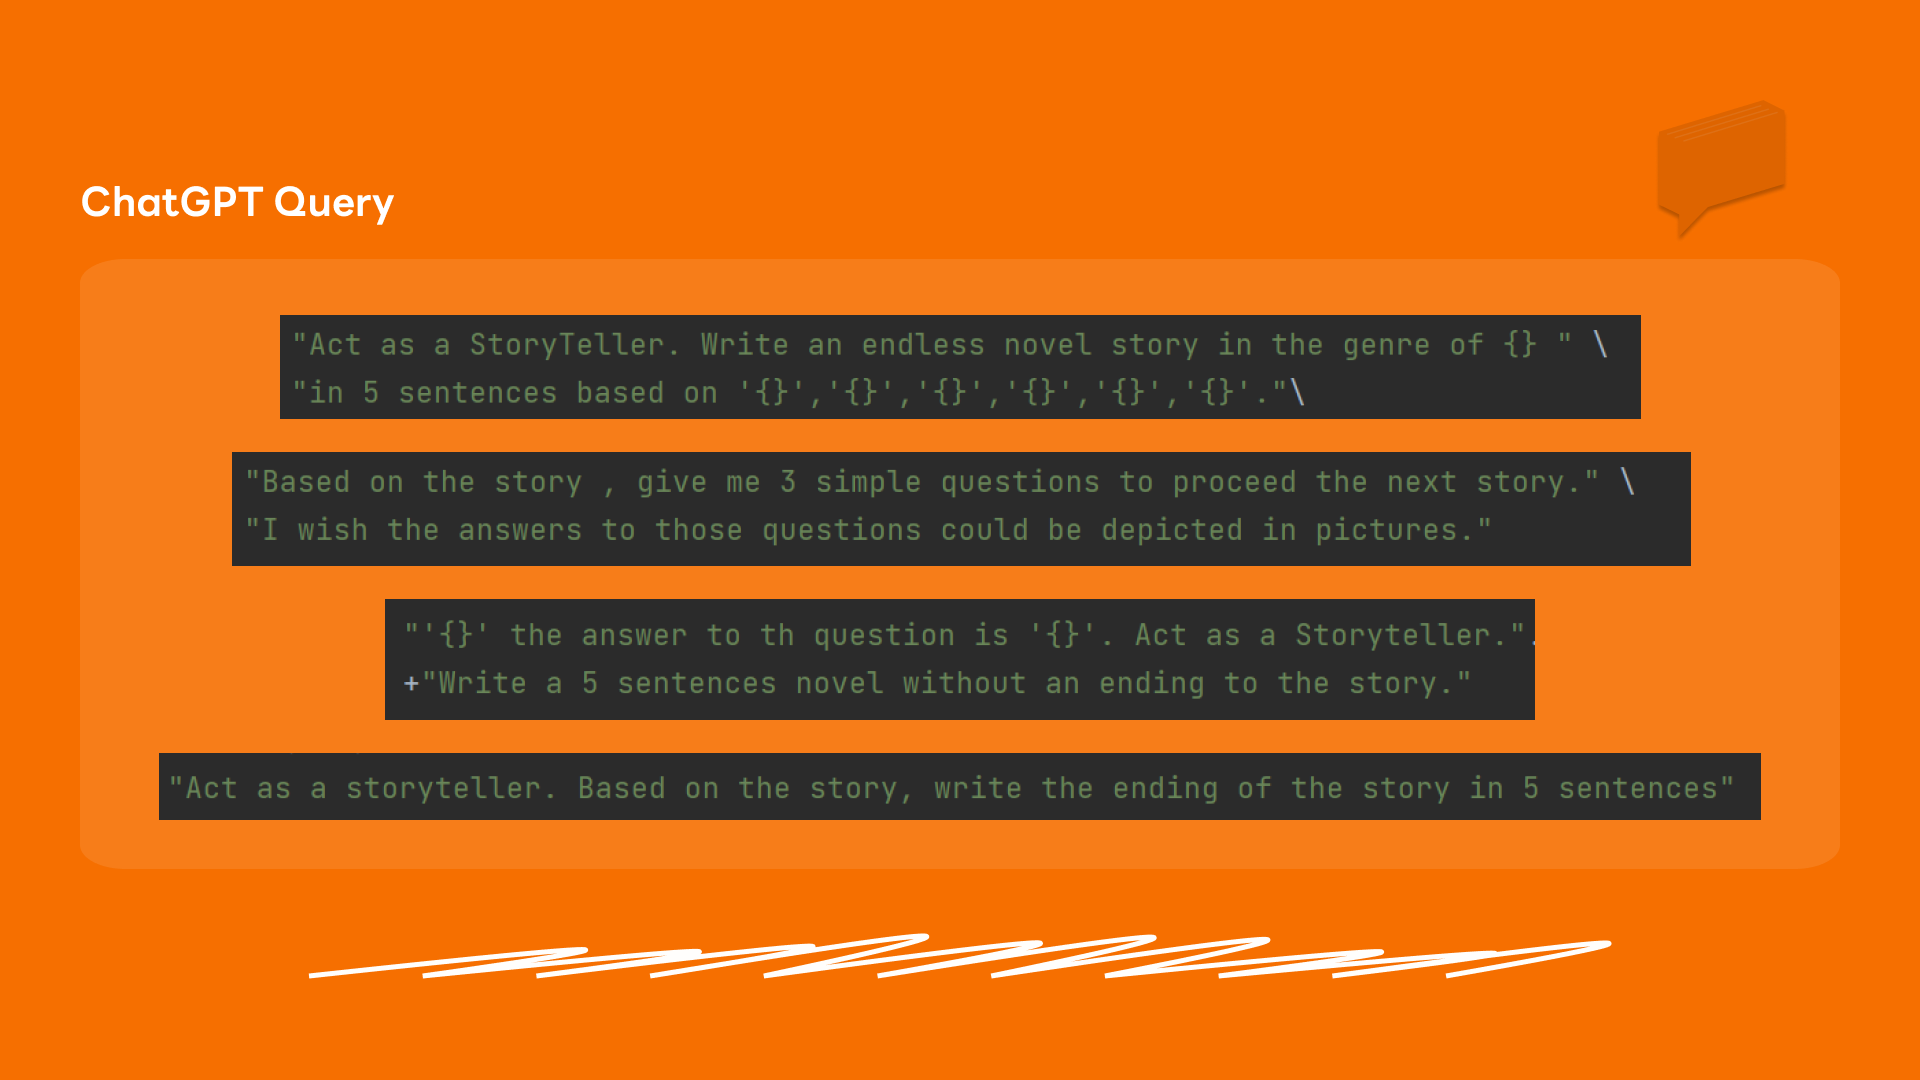 ChatGPT Query
"Act as a StoryTeller. Write an endless novel story in the genre of {} " \
"in 5 sentences based on '{}','{}','{}','{}','{}','{}'."\
"Based on the story , give me 3 simple questions to proceed the next story." \
"I wish the answers to those questions could be depicted in pictures."
"'{}' the answer to th question is '{}'. Act as a Storyteller.".
+"Write a 5 sentences novel without an ending to the story."
"Act as a storyteller. Based on the story, write the ending of the story in 5 sentences"